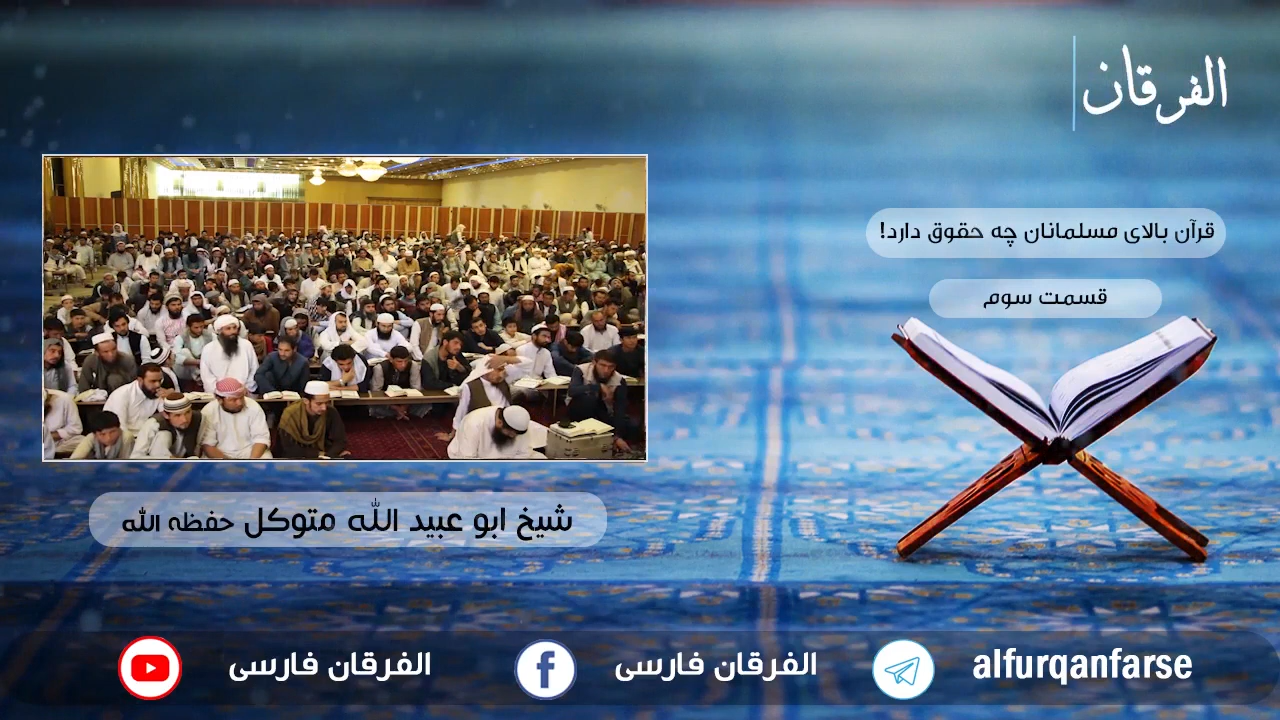 الفرقان
قرآن بالای مسلمانان چه حقوق دارد!
قسمت سوم
شیخ ابو عبید الله متوکل حفظه الله
الفرقان فارسی
الفرقان فارسی
alfurqanfarse